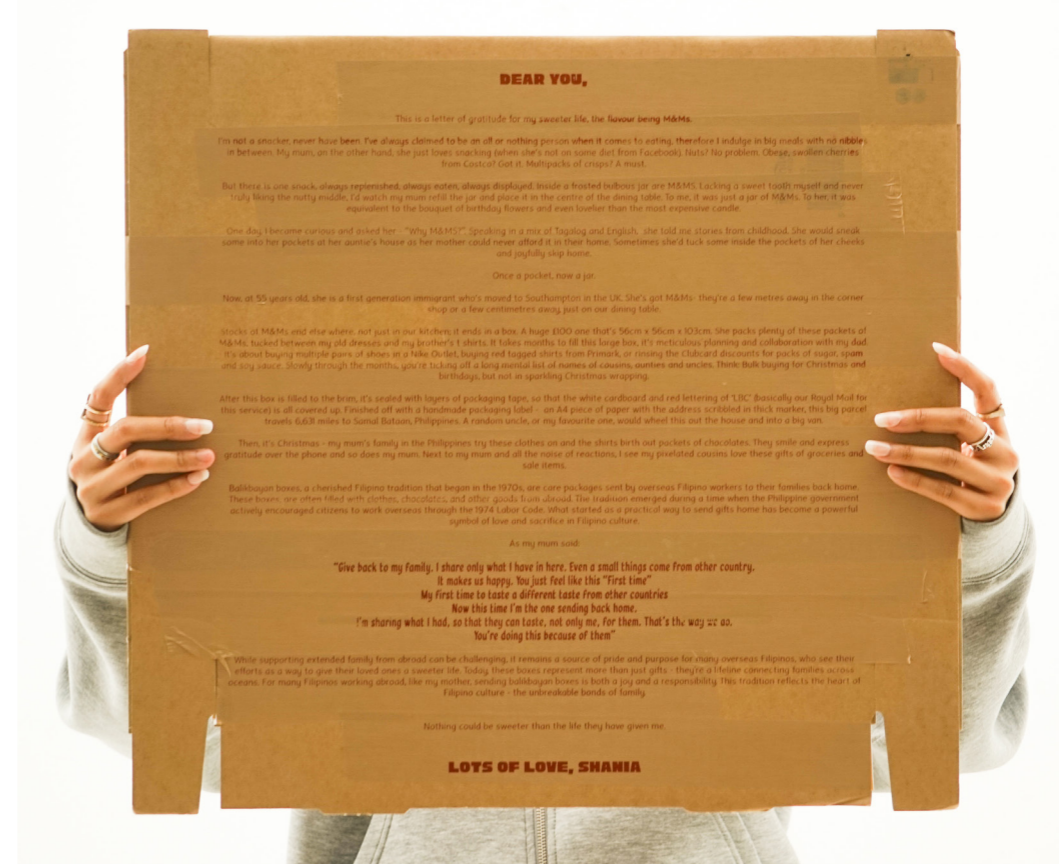 DEAR YOU,
This is a letter of gratitude for my sweeter life, the flavour being M&Ms.
I'm not a snacker, never have been. I've always claimed to be an all or nothing person when it comes to eating, therefore I indulge in big meals with no nibbles
in between. My mum, on the other hand, she just loves snacking (when she's not on some diet from Facebook). Nuts? No problem. Obese, swollen cherries
from Costco? Got it. Multipacks of crisps? A must.
But there is one snack, always replenished, always eaten, always displayed. Inside a frosted bulbous jar are M&MS. Lacking a sweet tooth myself and never
truly liking the nutty middle, I'd watch my mum refill the jar and place it in the centre of the dining table. To me, it was just a jar of M&Ms. To her, it was
equivalent to the bouquet of birthday flowers and even lovelier than the most expensive candle.
One day I became curious and asked her - "Why M&MS?". Speaking in a mix of Tagalog and English, she told me stories from childhood. She would sneak
some into her pockets at her auntie's house as her mother could never afford it in their home. Sometimes she'd tuck some inside the pockets of her cheeks
and joyfully skip home.
Once a pocket, now a jar.
Now, at 55 years old, she is a first generation immigrant who's moved to Southampton in the UK. She's got M&Ms- they're a few metres away in the corner
shop or a few centimetres away, just on our dining table.
Stocks of M&Ms end else where, not just in our kitchen; it ends in a box. A huge £100 one that's 56cm x 56cm x 103cm. She packs plenty of these packets of
M&Ms, tucked between my old dresses and my brother's t shirts. It takes months to fill this large box, it's meticulous planning and collaboration with my dad.
It's about buying multiple pairs of shoes in a Nike Outlet, buying red tagged shirts from Primark, or rinsing the Clubcard discounts for packs of sugar, spam
and soy sauce. Slowly through the months, you're ticking off a long mental list of names of cousins, aunties and uncles. Think: Bulk buying for Christmas and
birthdays, but not in sparkling Christmas wrapping.
After this box is filled to the brim, it's sealed with layers of packaging tape, so that the white cardboard and red lettering of "LBC" (basically our Royal Mail for
this service) is all covered up. Finished off with a handmade packaging label - an A4 piece of paper with the address scribbled in thick marker, this big parcel
travels 6,631 miles to Samal Bataan, Philippines. A random uncle, or my favourite one, would wheel this out the house and into a big van.
Then, it's Christmas - my mum's family in the Philippines try these clothes on and the shirts birth out packets of chocolates. They smile and express
gratitude over the phone and so does my mum. Next to my mum and all the noise of reactions, I see my pixelated cousins love these gifts of groceries and
sale items.
Balikbayan boxes, a cherished Filipino tradition that began in the 1970s, are care packages sent by overseas Filipino workers to their families back home.
These boxes, are often filled with clothes, chocolates, and other goods from abroad. The tradition emerged during a time when the Philippine government
actively encouraged citizens to work overseas through the 1974 Labor Code. What started as a practical way to send gifts home has become a powerful
symbol of love and sacrifice in Filipino culture.
As my mum said:
"Give back to my family. I share only what I have in here. Even a small things come from other country.
It makes us happy. You just feel like this "First time"
My first time to taste a different taste from other countries
Now this time I'm the one sending back home.
I'm sharing what I had, so that they can taste, not only me, for them. That's the way we do.
You're doing this because of them"
While supporting extended family from abroad can be challenging, it remains a source of pride and purpose for many overseas Filipinos, who see their
efforts as a way to give their loved ones a sweeter life. Today these boxes represent more than just gifts - they're a lifeline connecting families across
oceans. For many Filipinos working abroad, like my mother, sending balikbayan boxes is both a joy and a responsibility. This tradition reflects the heart of
Filipino culture - the unbreakable bonds of family.
Nothing could be sweeter than the life they have given me.
LOTS OF LOVE, SHANIA